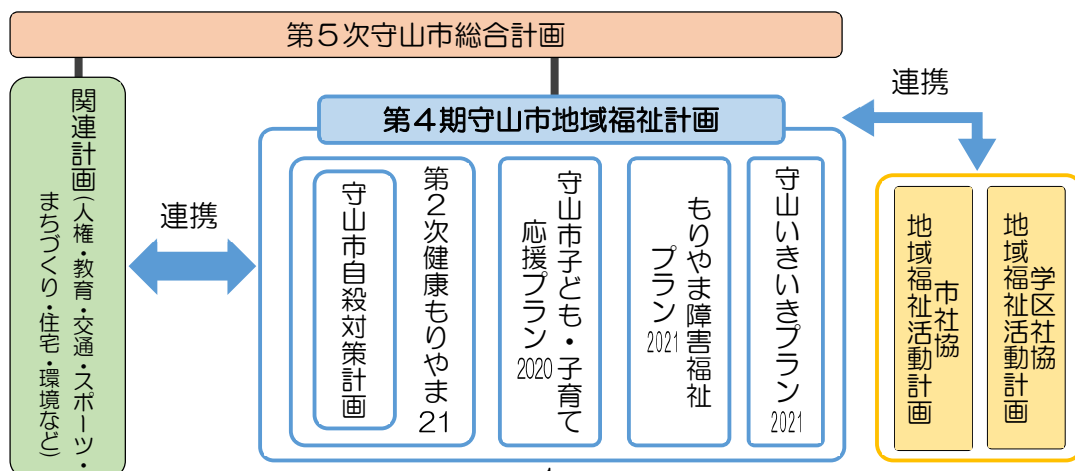 第５次守山市総合計画
関連計画(人権・教育・交通・スポーツ・
まちづくり・住宅・環境など)
連携
第４期守山市地域福祉計画
守山市自殺対策計画
第２次健康もりやま21
守山市子ども・子育て
応援プラン2020
もりやま障害福祉
プラン2021
守山いきいきプラン2021
連携
市社協
地域福祉活動計画
学区社協
地域福祉活動計画